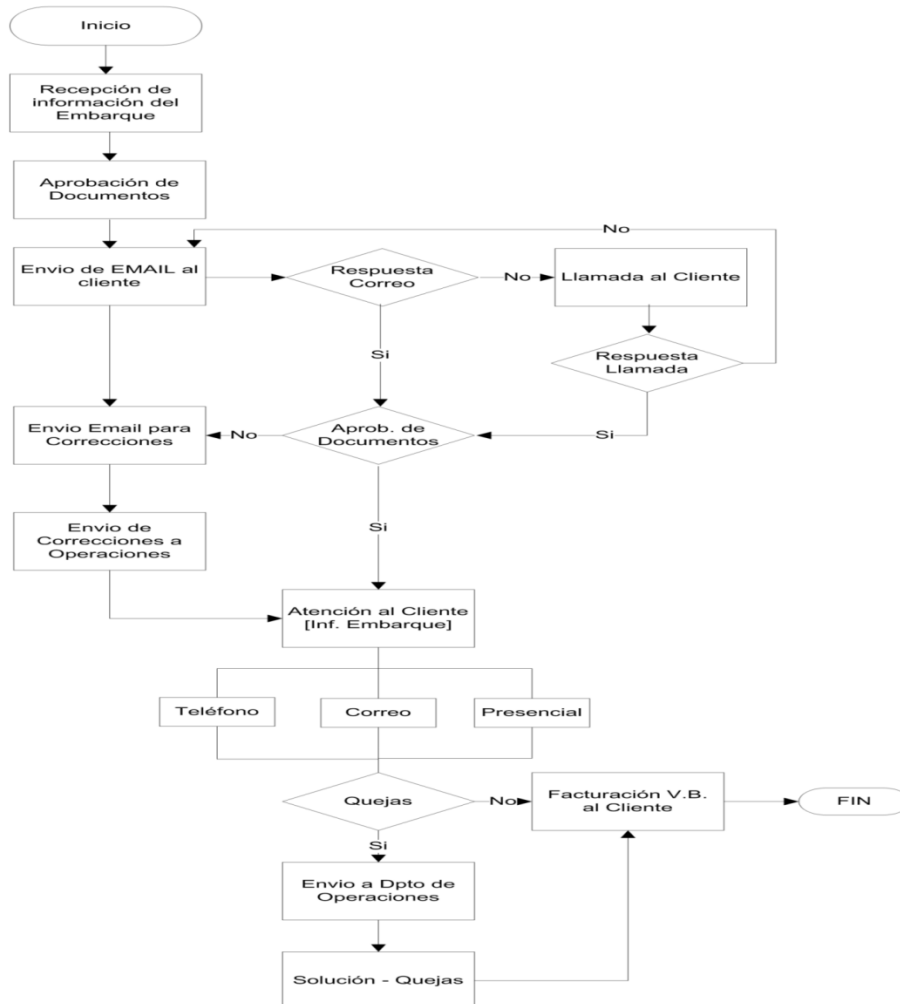 Inicio
Recepción de
información del
Embarque
Aprobación de
Documentos
No
Envio de EMAIL al
cliente
Respuesta
Correo
No
Llamada al Cliente
Si
Respuesta
Llamada
Envio Email para
Correcciones
No
Aprob. de
Documentos
Si
Envio de
Correcciones a
Operaciones
Si
Atención al Cliente
[Inf. Embarque]
Teléfono
Correo
Presencial
Quejas
No
Facturación V.B.
al Cliente
FIN
Si
Envio a Dpto de
Operaciones
Solución - Quejas